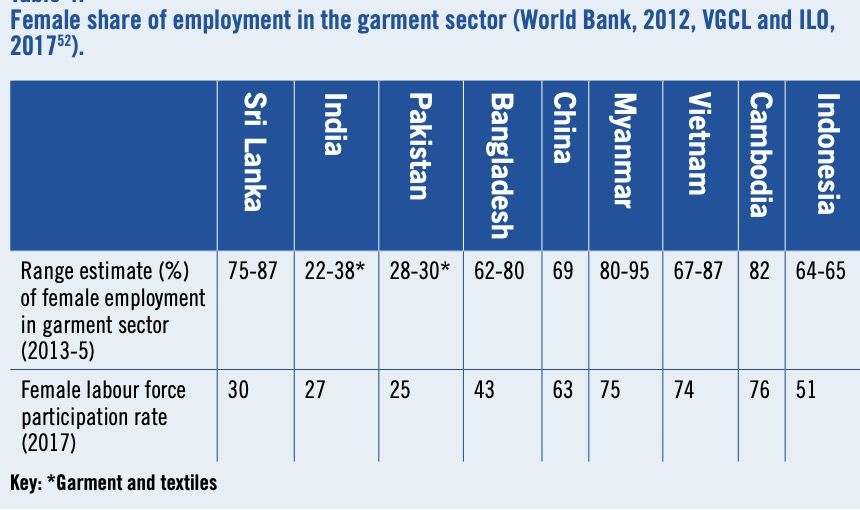 Female share of employment in the garment sector (World Bank, 2012, VGCL and ILO,
2017⁵²).
Sri Lanka India Pakistan Bangladesh China Myanmar Vietnam Cambodia Indonesia
Range estimate (%) 75-87 22-38* 28-30* 62-80 69 80-95 67-87 82 64-65
of female employment
in garment sector
(2013-5)
Female labour force 30 27 25 43 63 75 74 76 51
participation rate
(2017)
Key: *Garment and textiles